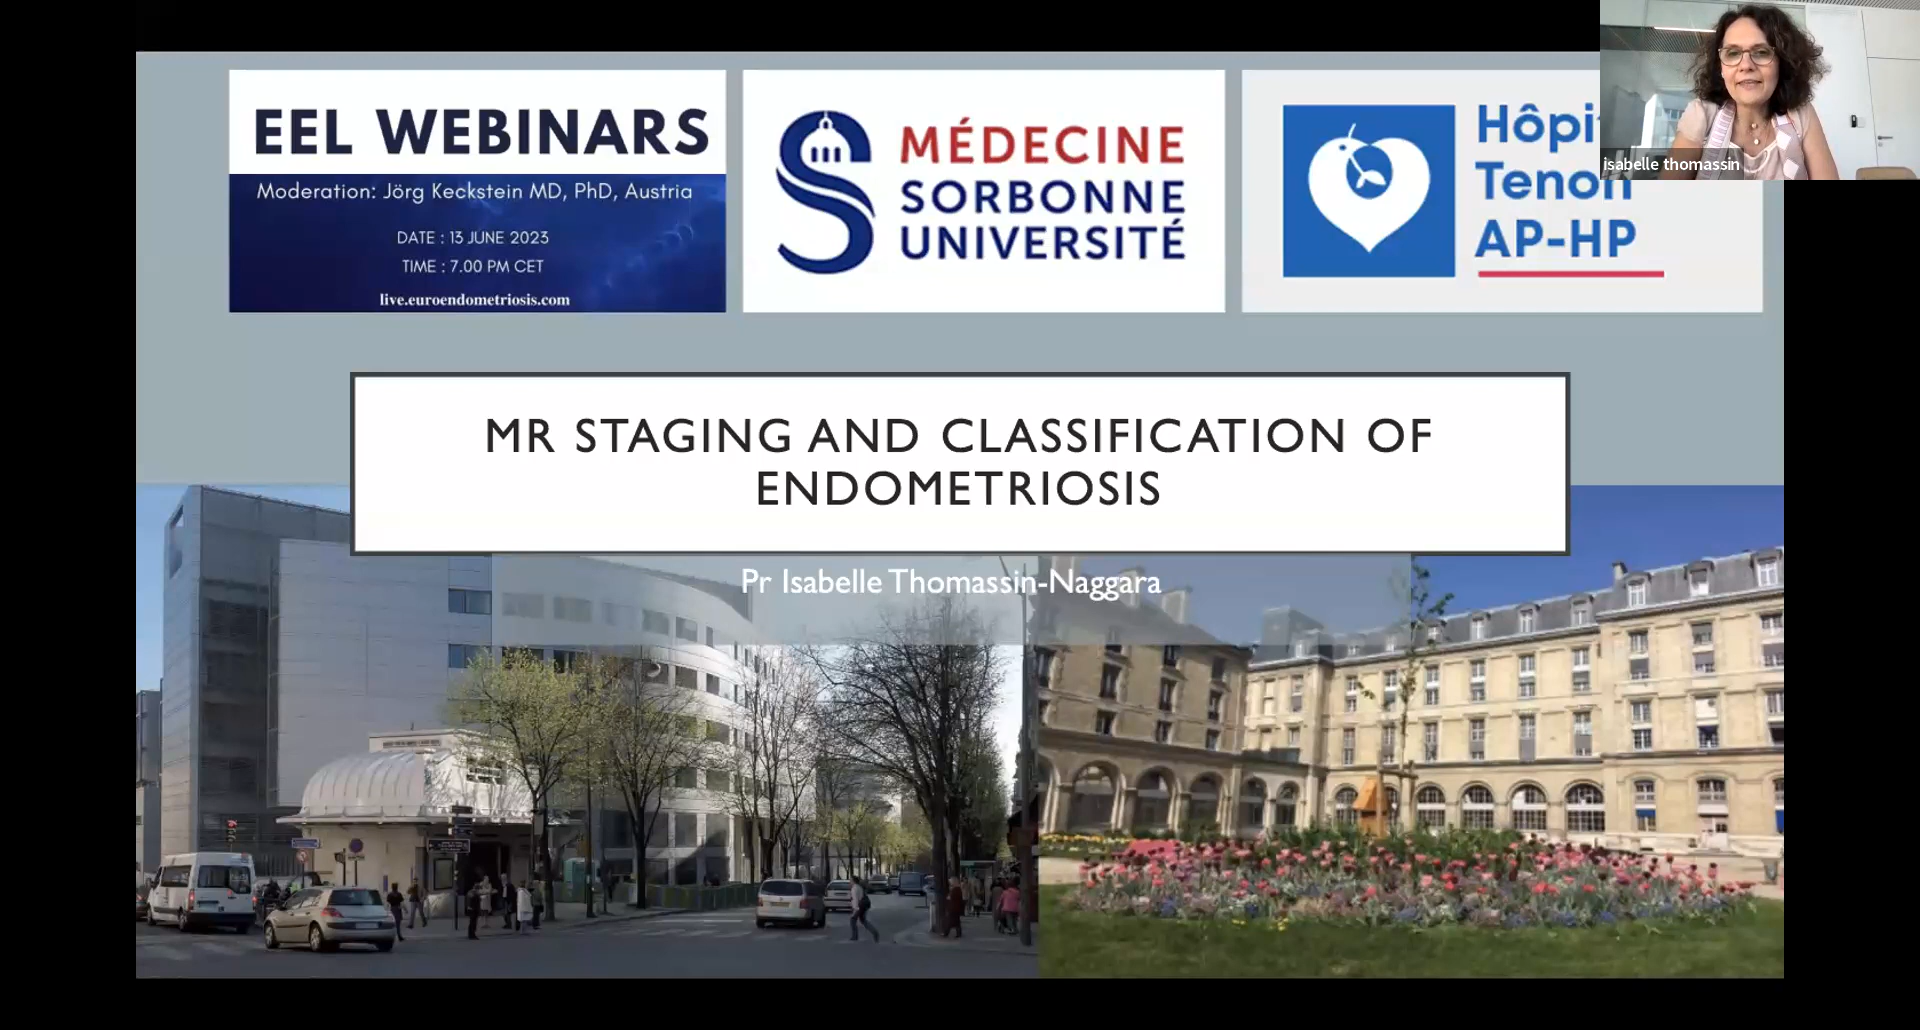 EEL WEBINARS
Moderation: Jörg Keckstein MD, PhD, Austria
DATE : 13 JUNE 2023
TIME : 7.00 PM CET
live.euroendometriosis.com
MÉDECINE
SORBONNE
UNIVERSITÉ
Hôpi
Tenon
AP-HP
isabelle thomassin
MR STAGING AND CLASSIFICATION OF
ENDOMETRIOSIS
Pr Isabelle Thomassin-Naggara